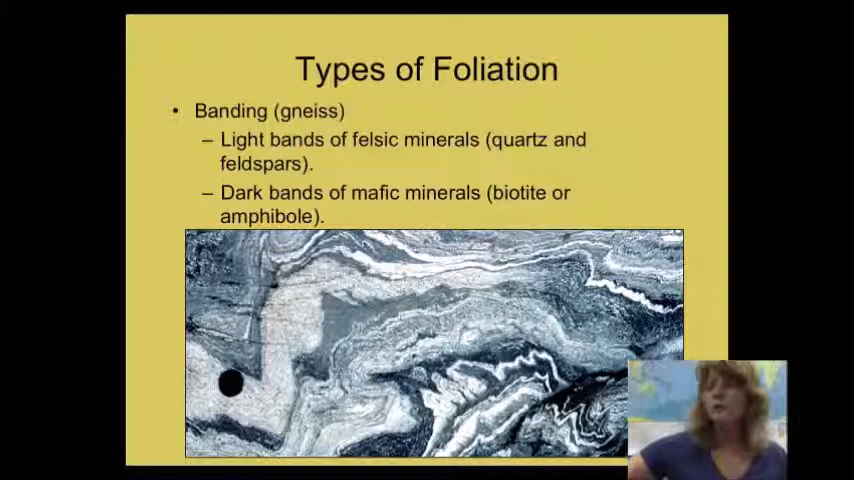 Types of Foliation
• Banding (gneiss)
– Light bands of felsic minerals (quartz and
feldspars).
– Dark bands of mafic minerals (biotite or
amphibole).